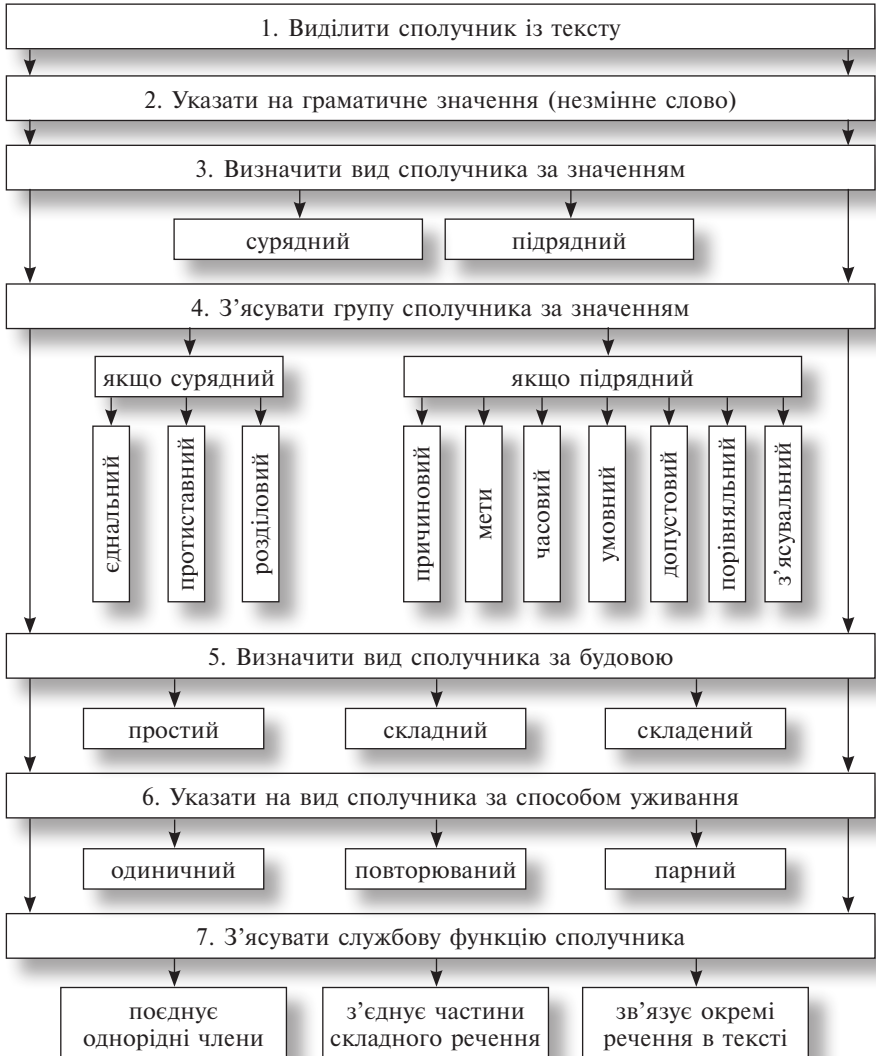 1. Виділити сполучник із тексту
2. Указати на граматичне значення (незмінне слово)
3. Визначити вид сполучника за значенням
сурядний
підрядний
4. З'ясувати групу сполучника за значенням
якщо сурядний
якщо підрядний
єднальний
протиставний
розділовий
причиновий
мети
часовий
умовний
допустовий
порівняльний
з'ясувальний
5. Визначити вид сполучника за будовою
простий
складний
складений
6. Указати на вид сполучника за способом уживання
одиничний
повторюваний
парний
7. З'ясувати службову функцію сполучника
поєднує
однорідні члени
з'єднує частини
складного речення
зв'язує окремі
речення в тексті